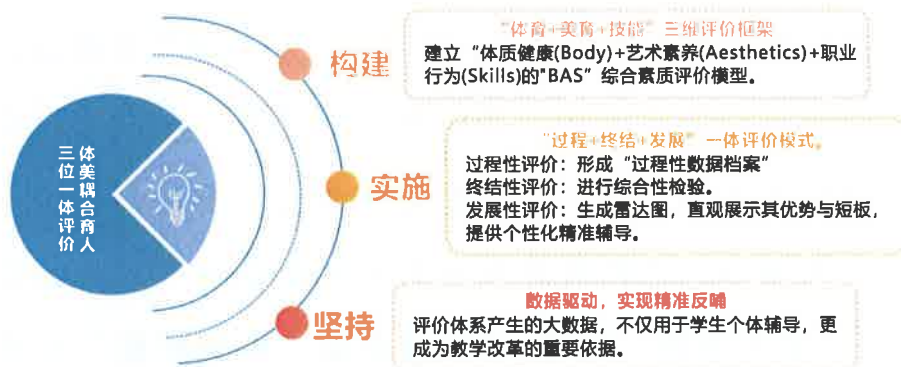 体美耦合育人
三位一体评价
构建
"体育+美育+技能" 三维评价框架
建立 "体质健康(Body)+艺术素养(Aesthetics)+职业
行为(Skills)的"BAS" 综合素质评价模型。
实施
"过程+终结+发展" 一体评价模式。
过程性评价：形成 "过程性数据档案"
终结性评价：进行综合性检验。
发展性评价：生成雷达图，直观展示其优势与短板，
提供个性化精准辅导。
坚持
数据驱动，实现精准反哺
评价体系产生的大数据，不仅用于学生个体辅导，更
成为教学改革的重要依据。